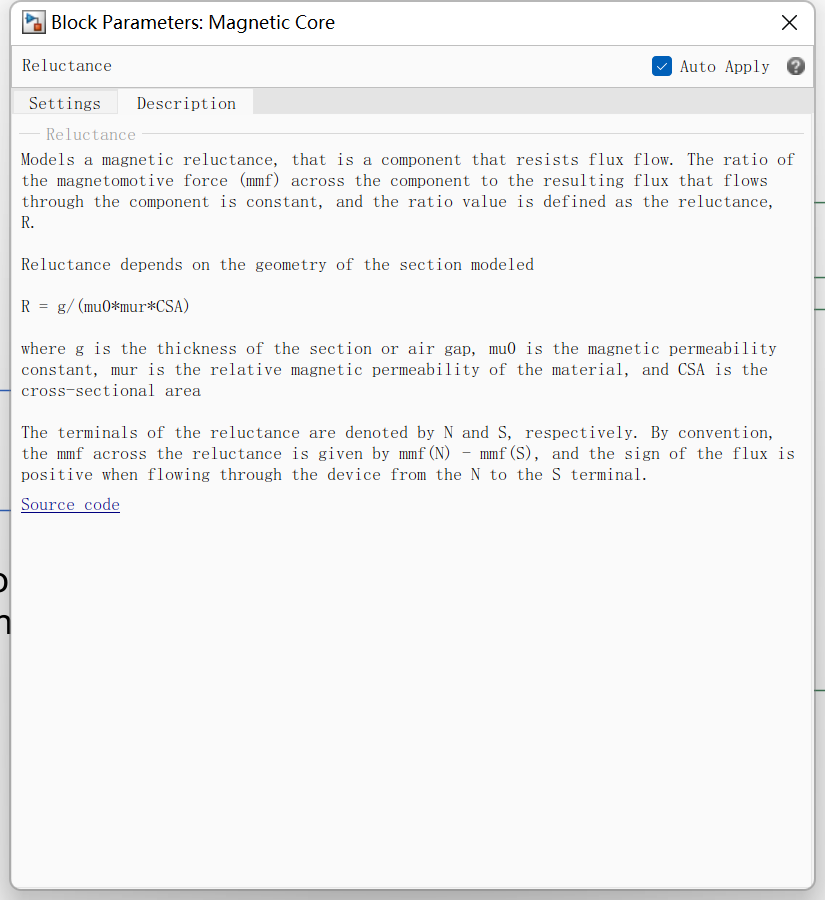 Block Parameters: Magnetic Core
Reluctance
Auto Apply
Settings
Description
Reluctance
Models a magnetic reluctance, that is a component that resists flux flow. The ratio of
the magnetomotive force (mmf) across the component to the resulting flux that flows
through the component is constant, and the ratio value is defined as the reluctance,
R.
Reluctance depends on the geometry of the section modeled
R = g/(mu0*mur*CSA)
where g is the thickness of the section or air gap, mu0 is the magnetic permeability
constant, mur is the relative magnetic permeability of the material, and CSA is the
cross-sectional area
The terminals of the reluctance are denoted by N and S, respectively. By convention,
the mmf across the reluctance is given by mmf(N) - mmf(S), and the sign of the flux is
positive when flowing through the device from the N to the S terminal.
Source code